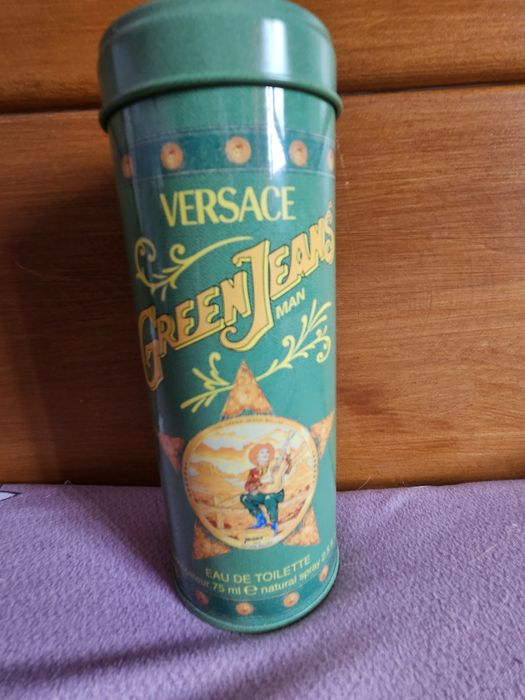 VERSACE
GREEN JEANS
MAN
EAU DE TOILETTE
75 ml e natural spray